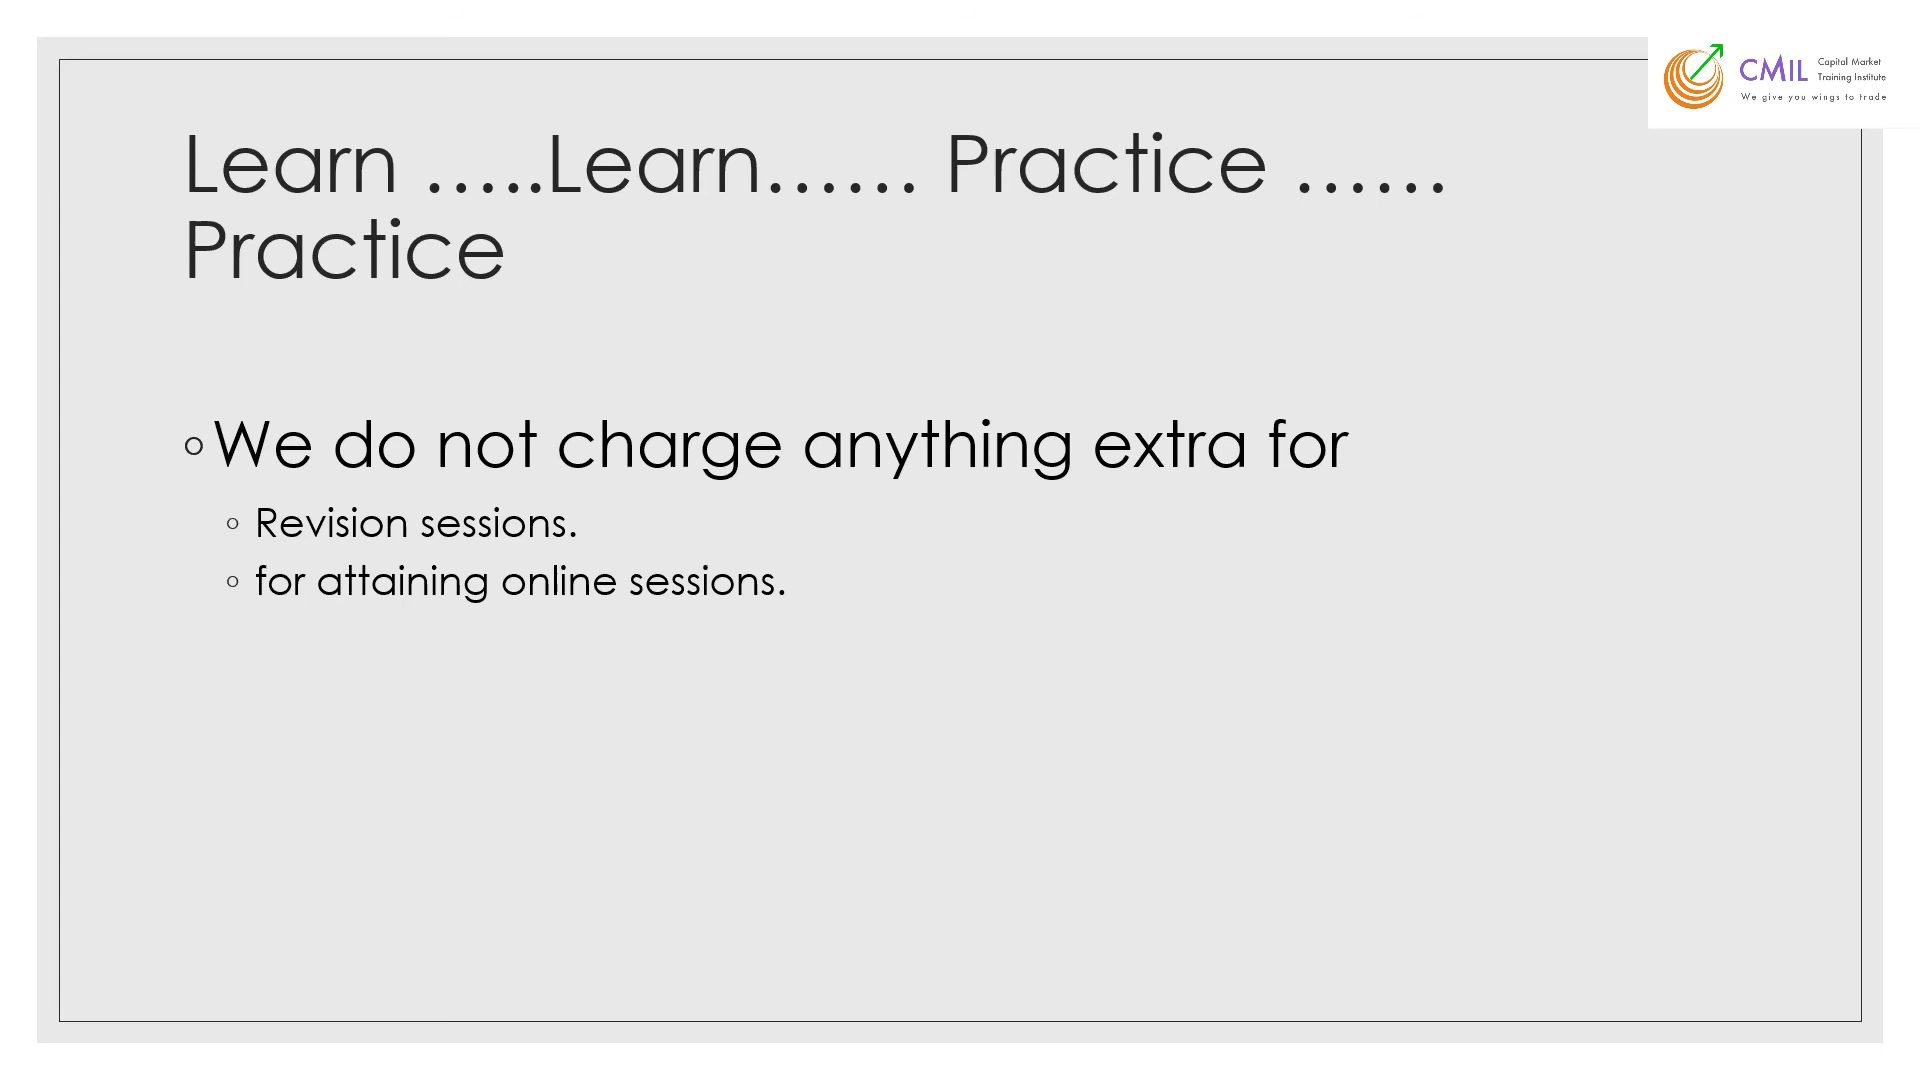 CMIL Capital Market
Training Institute
We give you wings to trade
Learn .....Learn...... Practice ......
Practice
◦We do not charge anything extra for
◦ Revision sessions.
◦ for attaining online sessions.